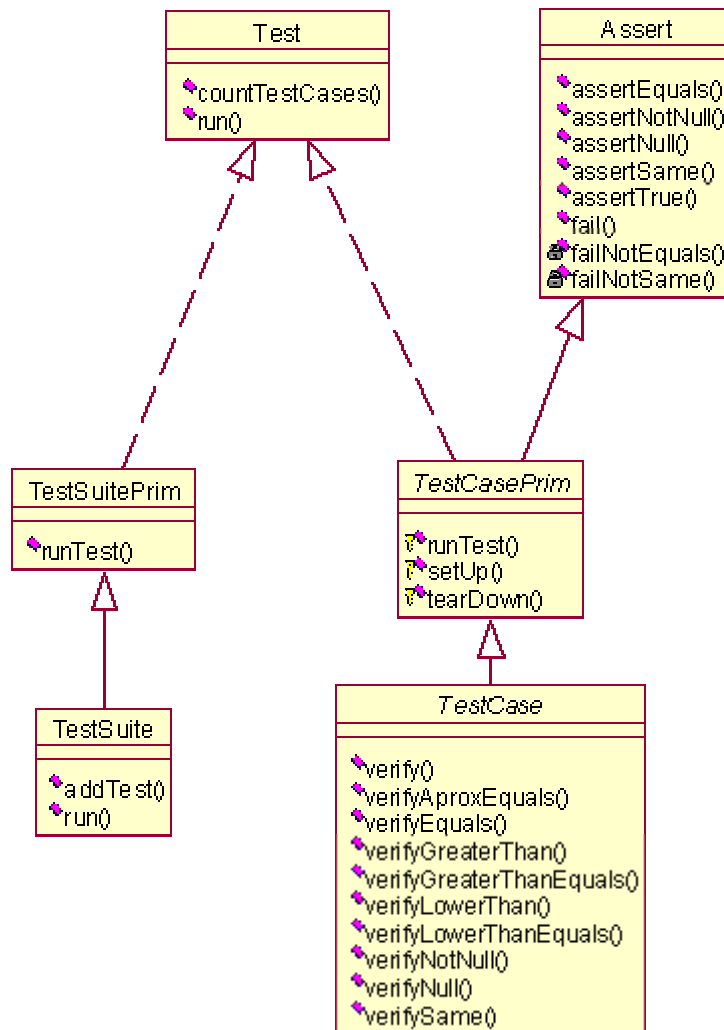 Test
countTestCases()
run()
Assert
assertEquals()
assertNotNull()
assertNull()
assertSame()
assertTrue()
fail()
failNotEquals()
failNotSame()
TestSuitePrim
runTest()
TestCasePrim
runTest()
setUp()
tearDown()
TestSuite
addTest()
run()
TestCase
verify()
verifyAproxEquals()
verifyEquals()
verifyGreaterThan()
verifyGreaterThanEquals()
verifyLowerThan()
verifyLowerThanEquals()
verifyNotNull()
verifyNull()
verifySame()